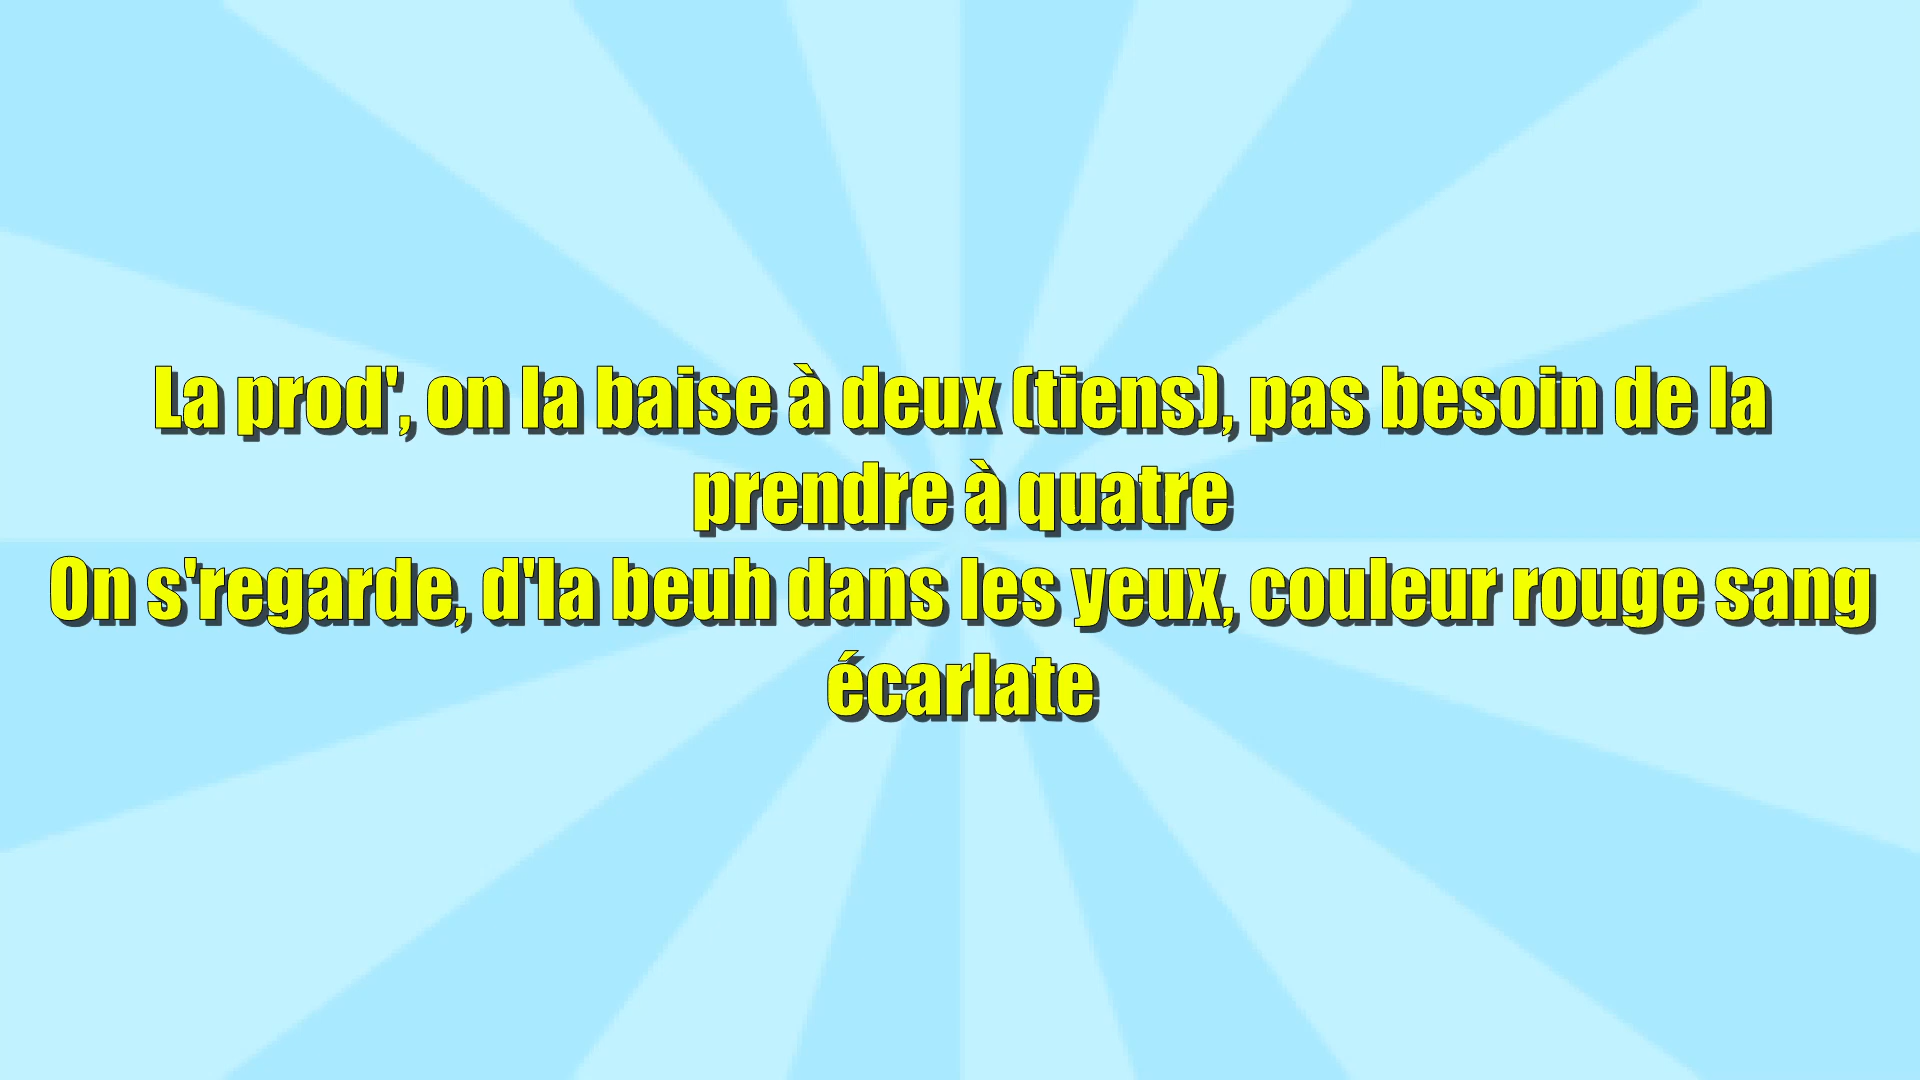 La prod', on la baise à deux (tiens), pas besoin de la
prendre à quatre
On s'regarde, d'la beuh dans les yeux, couleur rouge sang
écarlate